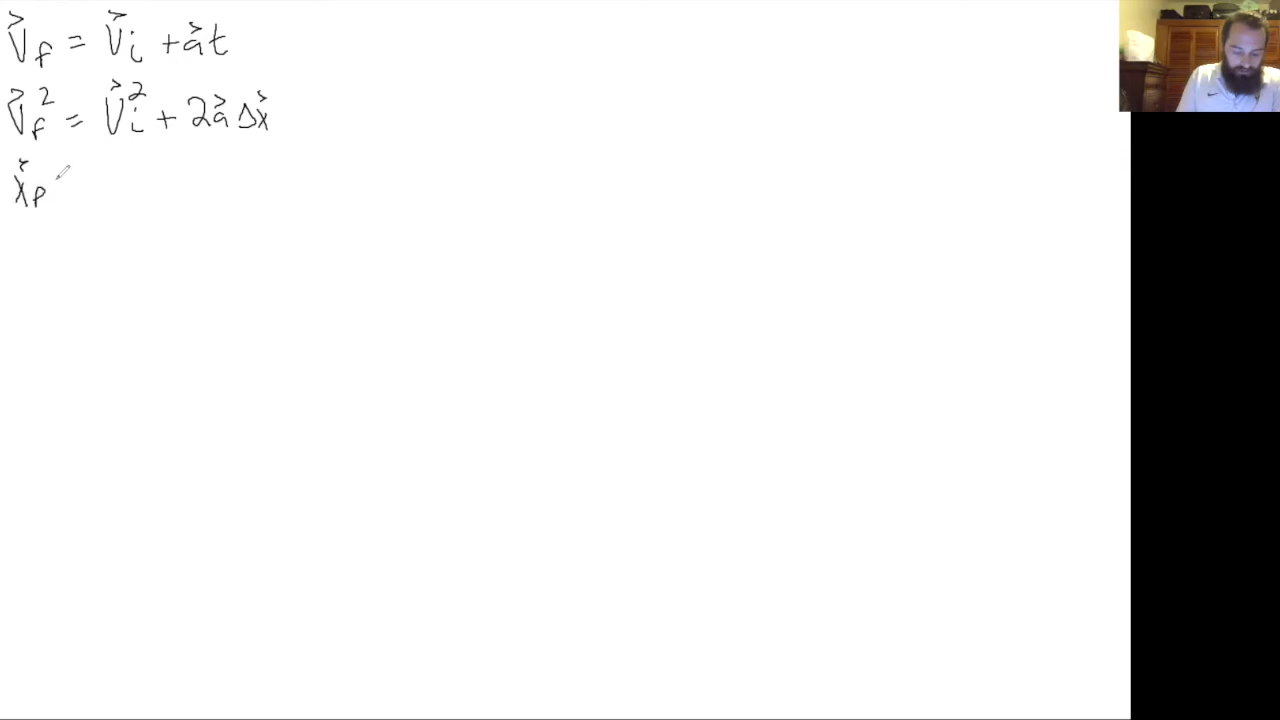 v⃗f = v⃗i + a⃗t
v⃗f² = v⃗i² + 2a⃗Δx⃗
x⃗f